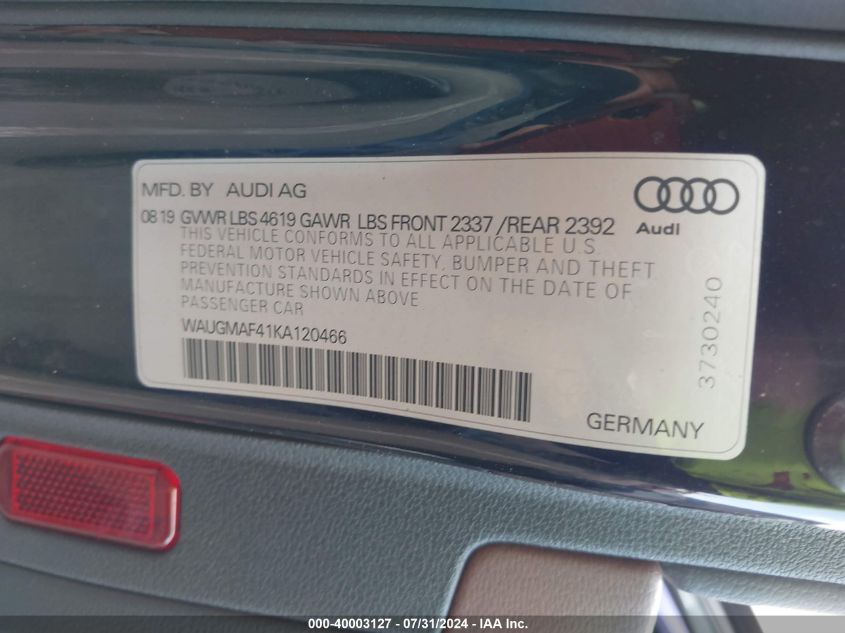 MFD. BY AUDI AG
08 19 GVWR LBS 4619 GAWR LBS FRONT 2337 /REAR 2392
Audi
THIS VEHICLE CONFORMS TO ALL APPLICABLE U.S
FEDERAL MOTOR VEHICLE SAFETY, BUMPER AND THEFT
PREVENTION STANDARDS IN EFFECT ON THE DATE OF
MANUFACTURE SHOWN ABOVE
PASSENGER CAR
WAUGMAF41KA120466
3730240
GERMANY
000-40003127 - 07/31/2024 - IAA Inc.